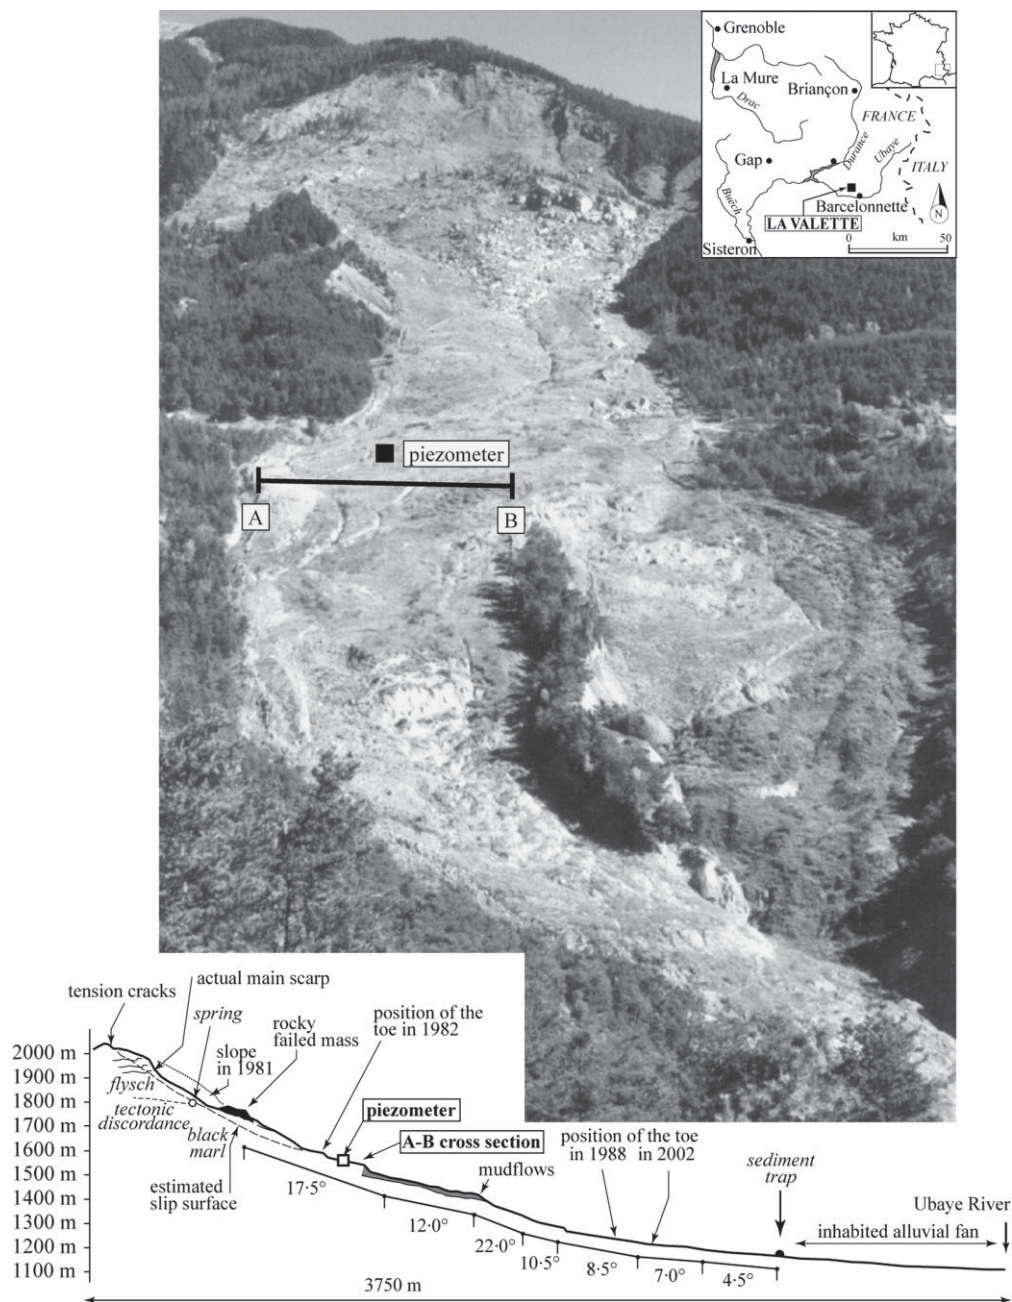 Grenoble
La Mure
Drac
Briançon
FRANCE
Gap
Durance
Ubaye
ITALY
Buëch
Barcelonnette
N
LA VALETTE
Sisteron
0 km 50
piezometer
A
B
tension cracks
actual main scarp
spring
rocky
failed mass
position of the
toe in 1982
slope
in 1981
2000 m
1900 m
1800 m
1700 m
1600 m
1500 m
1400 m
1300 m
1200 m
1100 m
flysch
tectonic
discordance
black
marl
estimated
slip surface
piezometer
A-B cross section
mudflows
position of the toe
in 1988 in 2002
sediment
trap
Ubaye River
inhabited alluvial fan
17·5°
12·0°
22·0°
10·5°
8·5°
7·0°
4·5°
3750 m